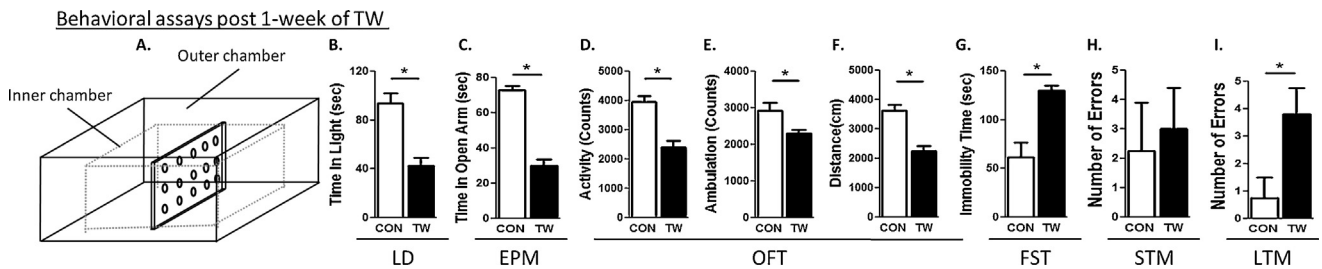 Behavioral assays post 1-week of TW
A.
Outer chamber
Inner chamber
B.
Time In Light (sec)
120
80
40
0
*
CON TW
LD
C.
Time In Open Arm (sec)
80
60
40
20
0
*
CON TW
EPM
D.
Activity (Counts)
5000
4000
3000
2000
1000
0
*
CON TW
E.
Ambulation (Counts)
4000
3000
2000
1000
0
*
CON TW
F.
Distance(cm)
5000
4000
3000
2000
1000
0
*
CON TW
OFT
G.
Immobility Time (sec)
150
100
50
0
*
CON TW
FST
H.
Number of Errors
5
4
3
2
1
0
CON TW
STM
I.
Number of Errors
5
4
3
2
1
0
*
CON TW
LTM